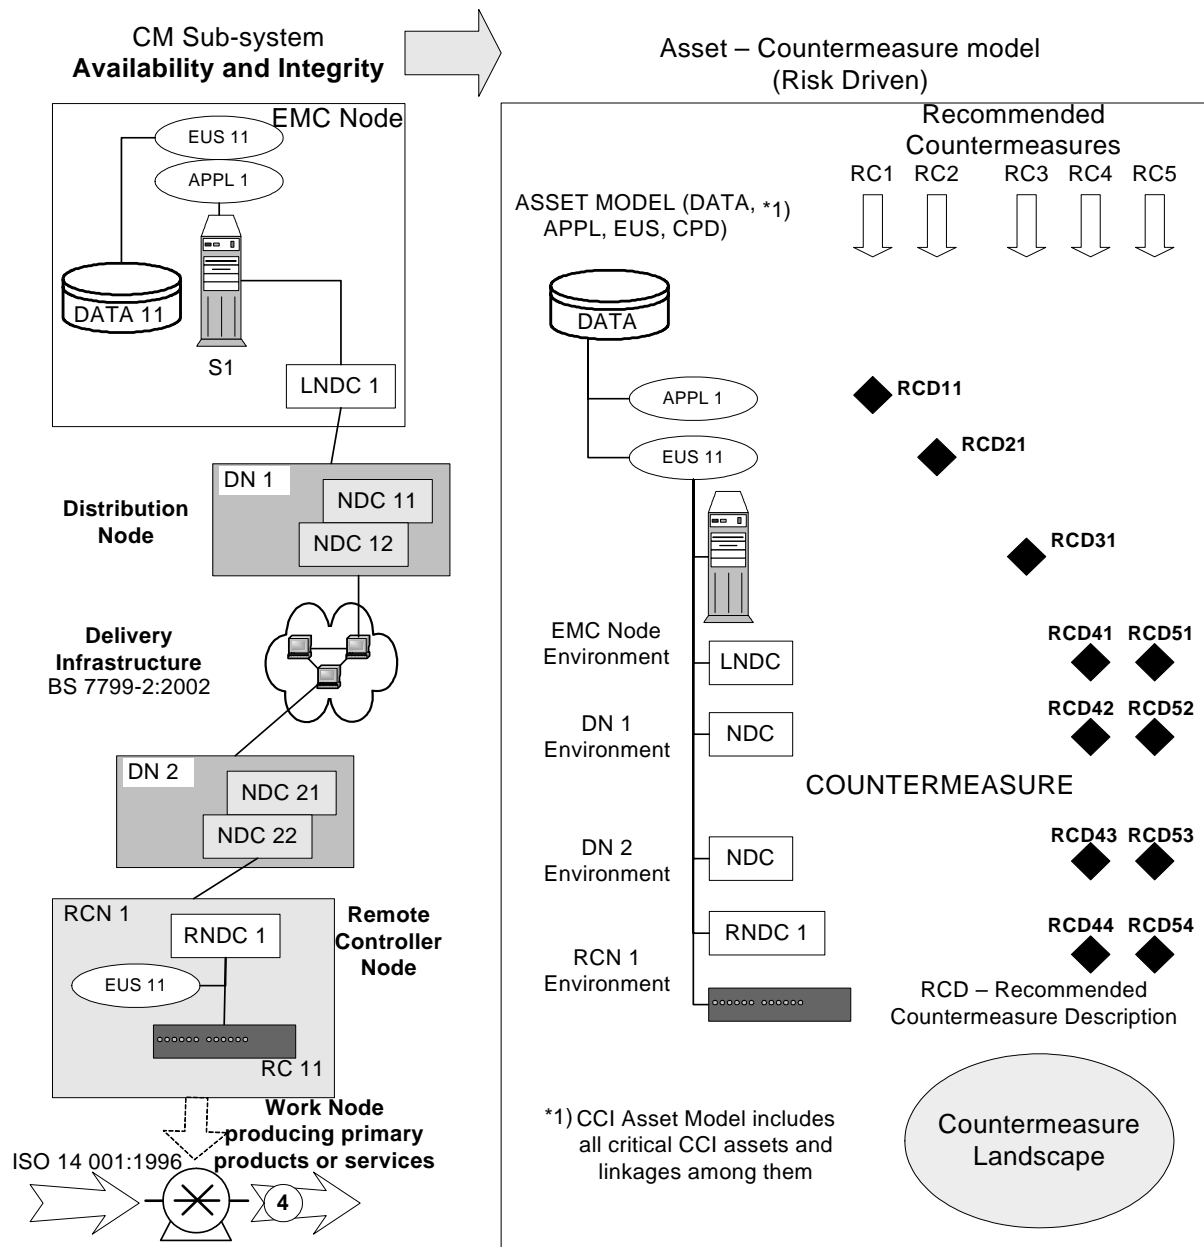 CM Sub-system
Availability and Integrity
EMC Node
EUS 11
APPL 1
DATA 11
S1
LNDC 1
DN 1
NDC 11
NDC 12
Distribution
Node
Delivery
Infrastructure
BS 7799-2:2002
DN 2
NDC 21
NDC 22
RCN 1
RNDC 1
EUS 11
RC 11
Remote
Controller
Node
Work Node
producing primary
products or services
ISO 14 001:1996
4
Asset – Countermeasure model
(Risk Driven)
Recommended
Countermeasures
RC1 RC2 RC3 RC4 RC5
ASSET MODEL (DATA, *1)
APPL, EUS, CPD)
DATA
APPL 1
RCD11
EUS 11
RCD21
RCD31
EMC Node
Environment
LNDC
RCD41 RCD51
DN 1
Environment
NDC
RCD42 RCD52
COUNTERMEASURE
DN 2
Environment
NDC
RCD43 RCD53
RNDC 1
RCD44 RCD54
RCN 1
Environment
RCD – Recommended
Countermeasure Description
*1) CCI Asset Model includes
all critical CCI assets and
linkages among them
Countermeasure
Landscape